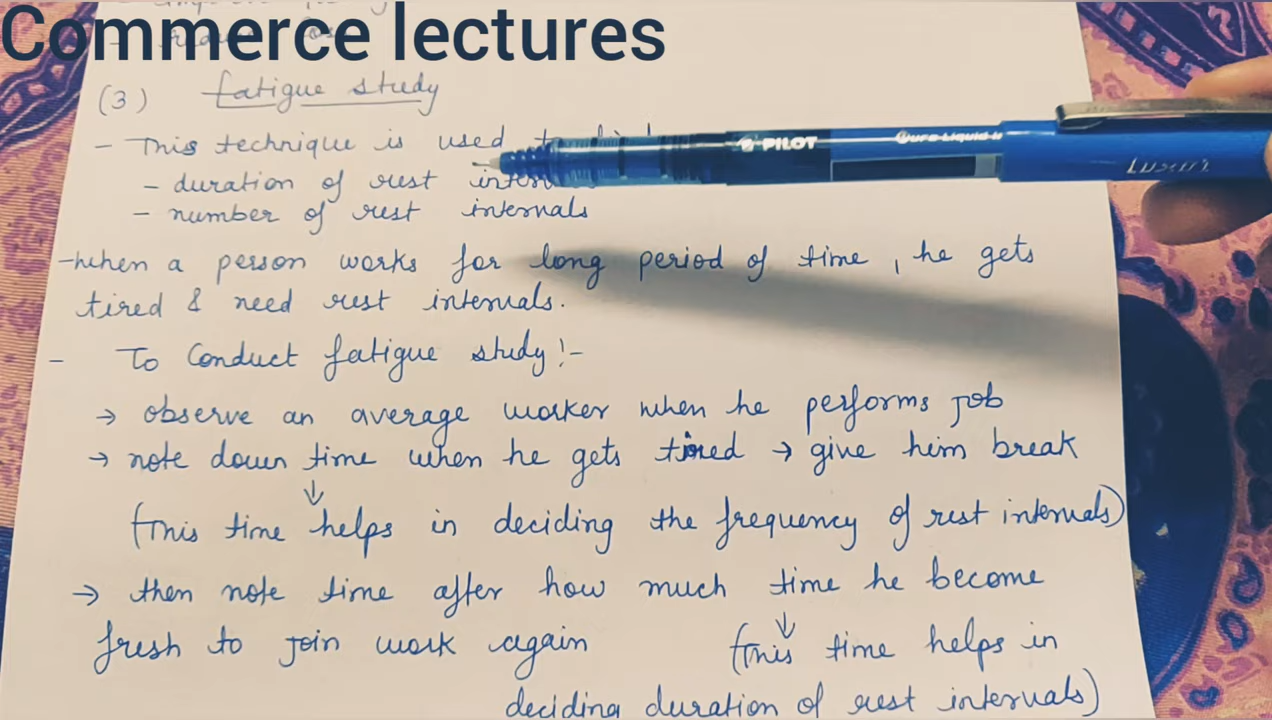 Commerce lectures
(3) fatigue study
- This technique is used to
- duration of rest
- number of rest intervals
- when a person works for long period of time, he gets
tired & need rest intervals.
- To Conduct fatigue study :-
→ observe an average worker when he performs job
→ note down time when he gets tired → give him break
↓
(This time helps in deciding the frequency of rest intervals)
→ then note time after how much time he become
↓
fresh to join work again (This time helps in
deciding duration of rest intervals)
PILOT
Luxor